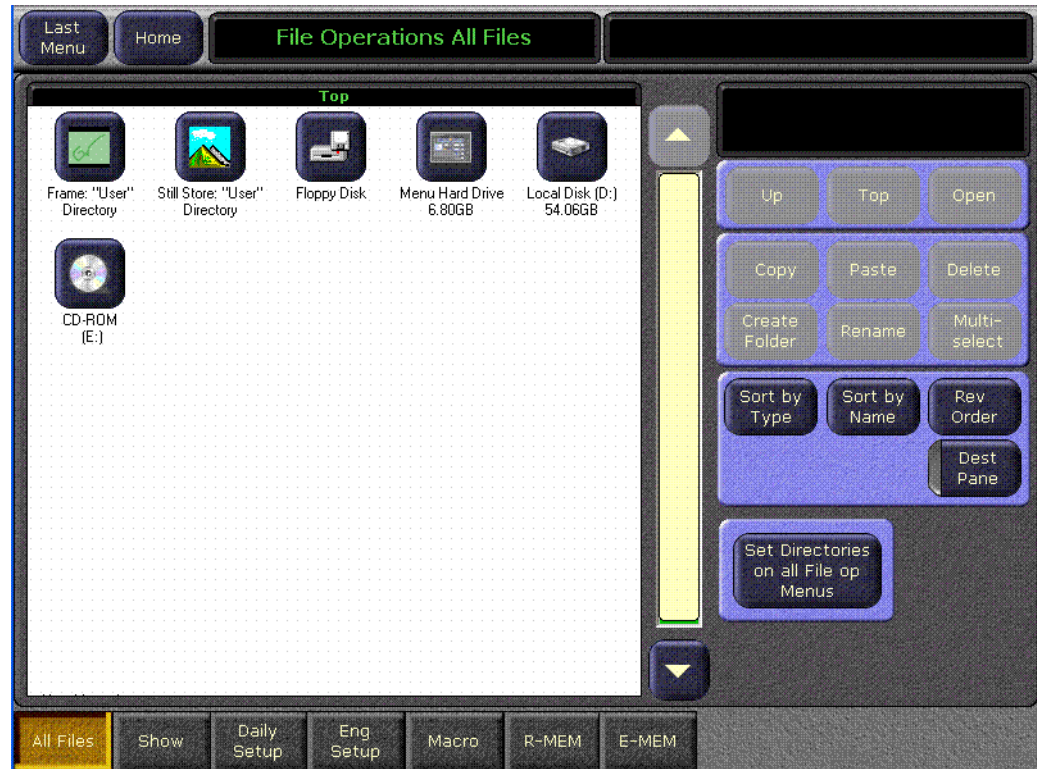 Last
Menu
Home
File Operations All Files
Top
Frame: "User"
Directory
Still Store: "User"
Directory
Floppy Disk
Menu Hard Drive
6.80GB
Local Disk (D:)
54.06GB
CD-ROM
(E:)
Up
Top
Open
Copy
Paste
Delete
Create
Folder
Rename
Multi-
select
Sort by
Type
Sort by
Name
Rev
Order
Dest
Pane
Set Directories
on all File op
Menus
All Files
Show
Daily
Setup
Eng
Setup
Macro
R-MEM
E-MEM